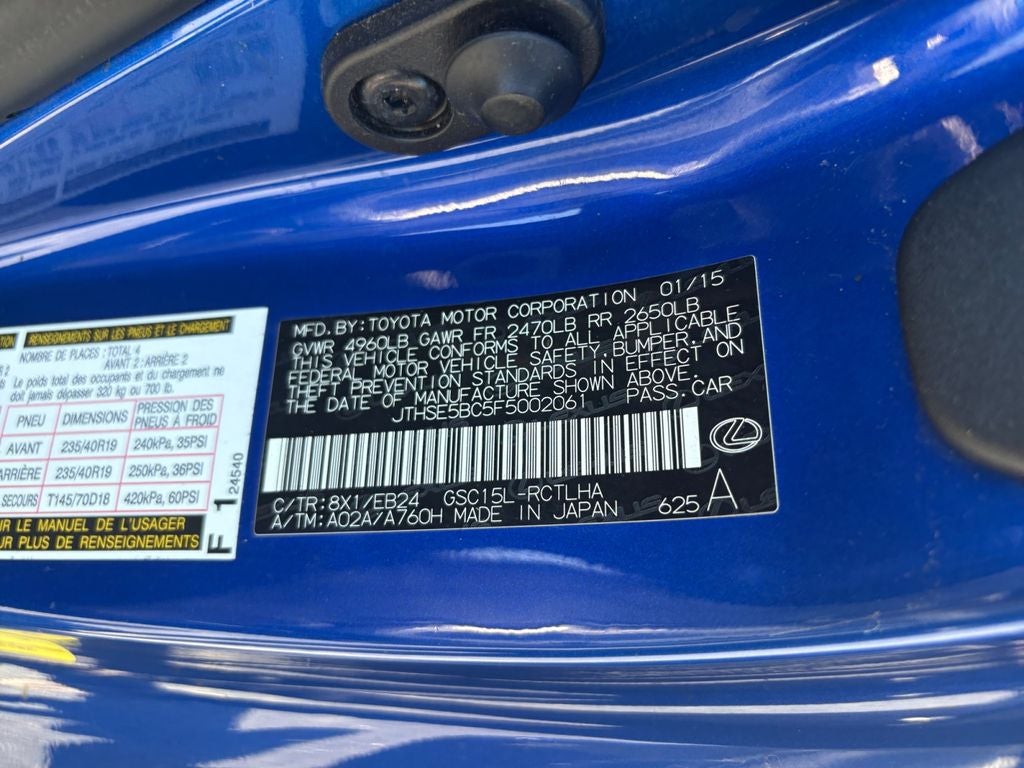 MFD. BY: TOYOTA MOTOR CORPORATION 01/15
GVWR 4960LB GAWR FR 2470LB RR 2650LB
THIS VEHICLE CONFORMS TO ALL APPLICABLE
FEDERAL MOTOR VEHICLE SAFETY, BUMPER, AND
THEFT PREVENTION STANDARDS IN EFFECT ON
THE DATE OF MANUFACTURE SHOWN ABOVE.
JTHSE5BC5F5002061 PASS. CAR
C/TR: 8X1/EB24 GSC15L-RCTLHA
A/TM: A02A/A760H MADE IN JAPAN 625 A
RENSEIGNEMENTS SUR LES PNEUS ET LE CHARGEMENT
NOMBRE DE PLACES: TOTAL 4
AVANT 2: ARRIÈRE 2
Le poids total des occupants et du chargement ne
doit jamais dépasser 320 kg ou 700 lb.
PNEU DIMENSIONS PRESSION DES PNEUS À FROID
AVANT 235/40R19 240kPa, 35PSI
ARRIÈRE 235/40R19 250kPa, 36PSI
SECOURS T145/70D18 420kPa, 60PSI
LE MANUEL DE L'USAGER
PLUS DE RENSEIGNEMENTS
F 1 24540